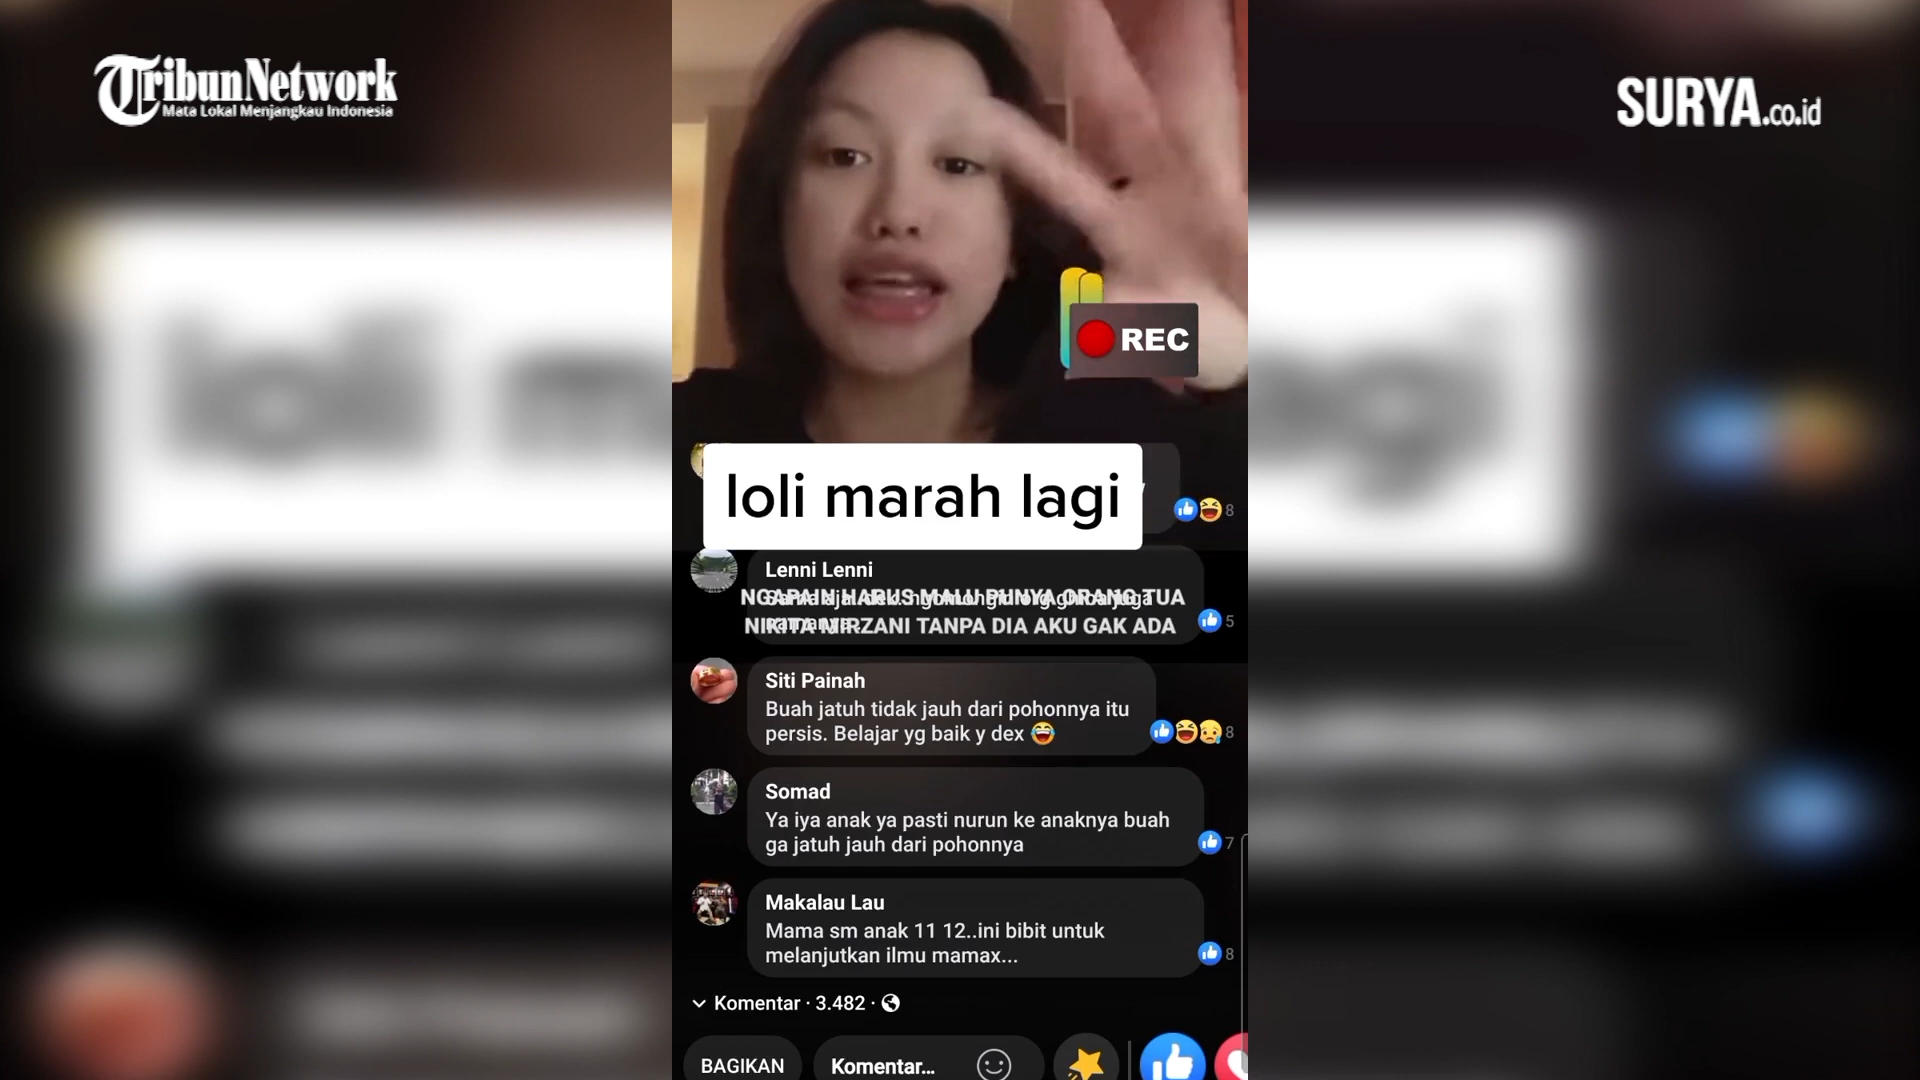 TribunNetwork
Mata Lokal Menjangkau Indonesia
SURYA.co.id
REC
loli marah lagi
8
Lenni Lenni
NGAPAIN HARUS MALU PUNYA ORANG TUA
NIKITA MIRZANI TANPA DIA AKU GAK ADA
5
Siti Painah
Buah jatuh tidak jauh dari pohonnya itu
persis. Belajar yg baik y dex 😂
8
Somad
Ya iya anak ya pasti nurun ke anaknya buah
ga jatuh jauh dari pohonnya
7
Makalau Lau
Mama sm anak 11 12..ini bibit untuk
melanjutkan ilmu mamax...
8
Komentar · 3.482 ·
BAGIKAN
Komentar...